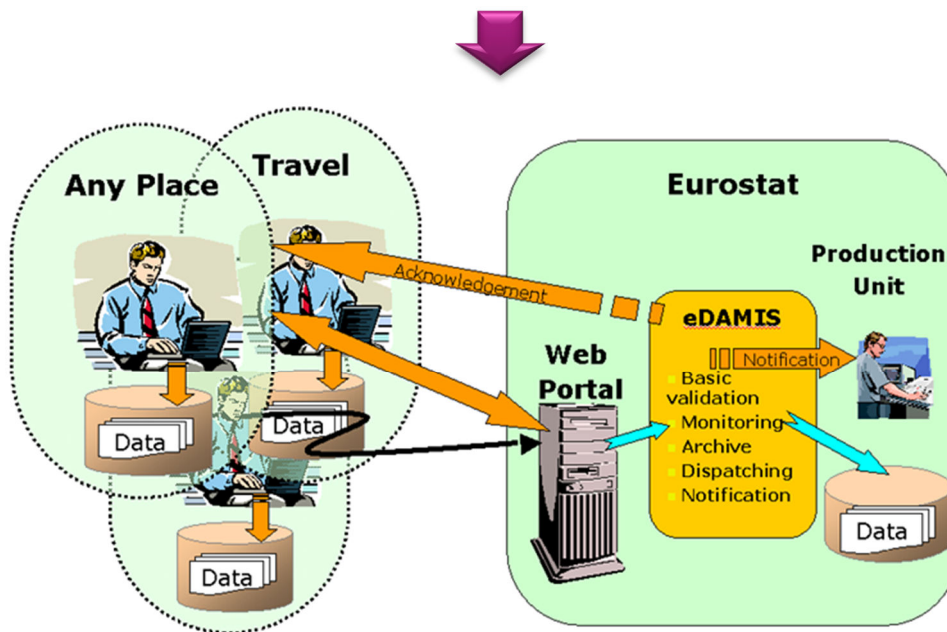 Any Place
Travel
Data
Data
Data
Acknowledgement
Eurostat
Web
Portal
eDAMIS
Notification
Basic
validation
Monitoring
Archive
Dispatching
Notification
Production
Unit
Data